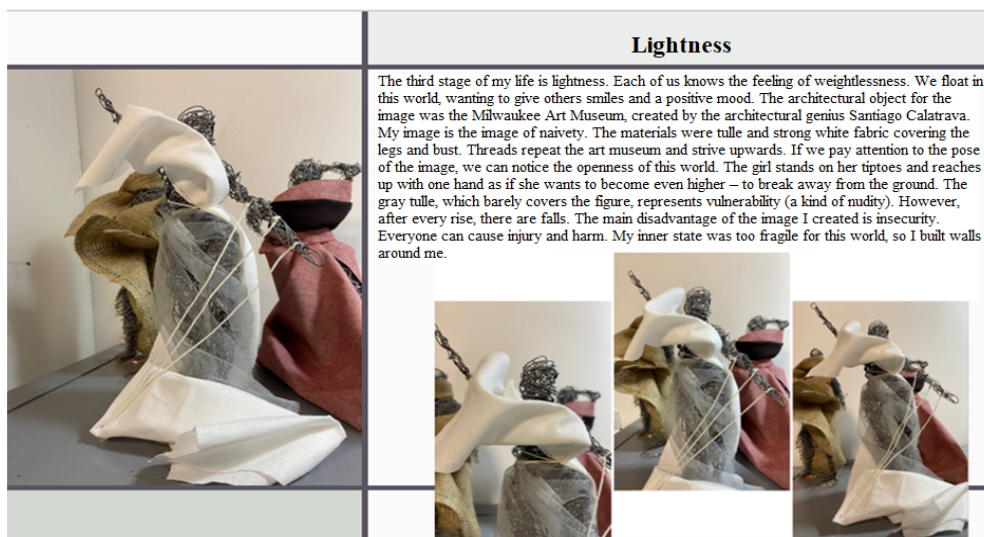 Lightness
The third stage of my life is lightness. Each of us knows the feeling of weightlessness. We float in
this world, wanting to give others smiles and a positive mood. The architectural object for the
image was the Milwaukee Art Museum, created by the architectural genius Santiago Calatrava.
My image is the image of naivety. The materials were tulle and strong white fabric covering the
legs and bust. Threads repeat the art museum and strive upwards. If we pay attention to the pose
of the image, we can notice the openness of this world. The girl stands on her tiptoes and reaches
up with one hand as if she wants to become even higher – to break away from the ground. The
gray tulle, which barely covers the figure, represents vulnerability (a kind of nudity). However,
after every rise, there are falls. The main disadvantage of the image I created is insecurity.
Everyone can cause injury and harm. My inner state was too fragile for this world, so I built walls
around me.